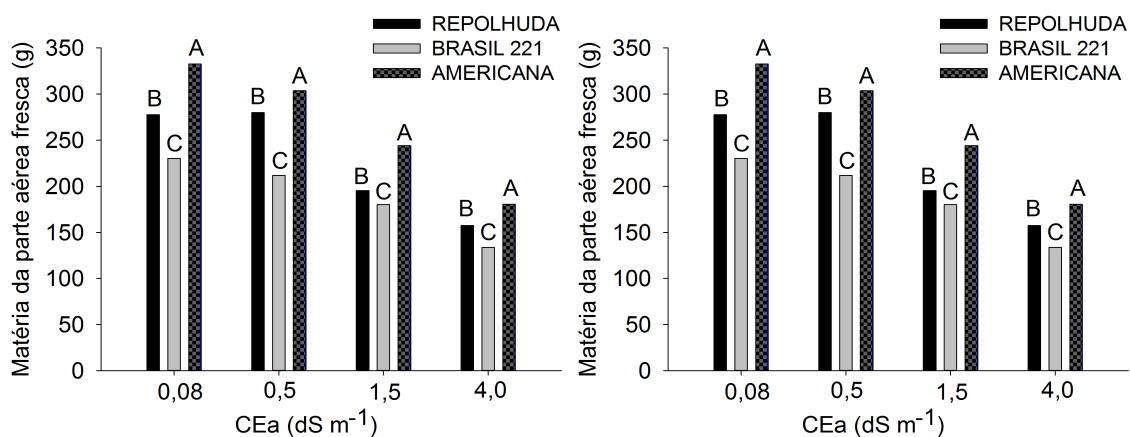 REPOLHUDA
BRASIL 221
AMERICANA
Matéria da parte aérea fresca (g)
350
300
250
200
150
100
50
0
B
C
A
B
C
A
B
C
A
B
C
A
0,08
0,5
1,5
4,0
CEa (dS m⁻¹)
REPOLHUDA
BRASIL 221
AMERICANA
Matéria da parte aérea fresca (g)
350
300
250
200
150
100
50
0
B
C
A
B
C
A
B
C
A
B
C
A
0,08
0,5
1,5
4,0
CEa (dS m⁻¹)